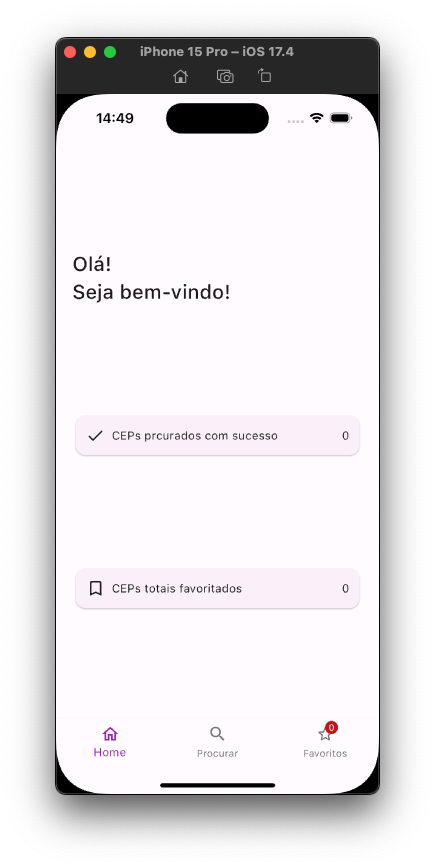 iPhone 15 Pro – iOS 17.4
14:49
Olá!
Seja bem-vindo!
CEPs prcurados com sucesso 0
CEPs totais favoritados 0
0
Home Procurar Favoritos